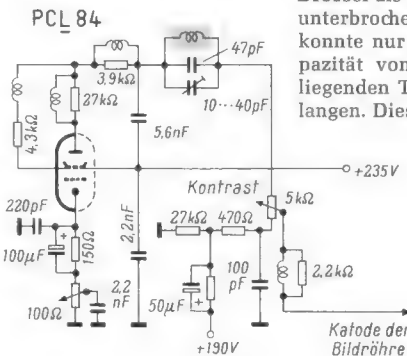 PCL 84
Drossel als
unterbroche
konnte nur
pazität von
liegenden T
langen. Dies
47pF
3,9kΩ
27kΩ
10···40pF
4,3kΩ
5,6nF
+235V
Kontrast
5kΩ
220pF
2,2nF
27kΩ
470Ω
100µF
+
150Ω
100
pF
2,2kΩ
100Ω
2,2
nF
50µF
+
+190V
Katode der
Bildröhre